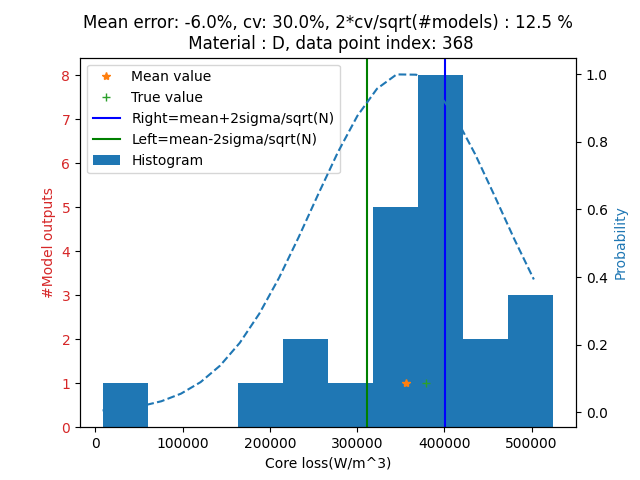 Mean error: -6.0%, cv: 30.0%, 2*cv/sqrt(#models) : 12.5 %
Material : D, data point index: 368
Mean value
True value
Right=mean+2sigma/sqrt(N)
Left=mean-2sigma/sqrt(N)
Histogram
#Model outputs
8
7
6
5
4
3
2
1
0
1.0
0.8
0.6
0.4
0.2
0.0
Probability
0 100000 200000 300000 400000 500000
Core loss(W/m^3)